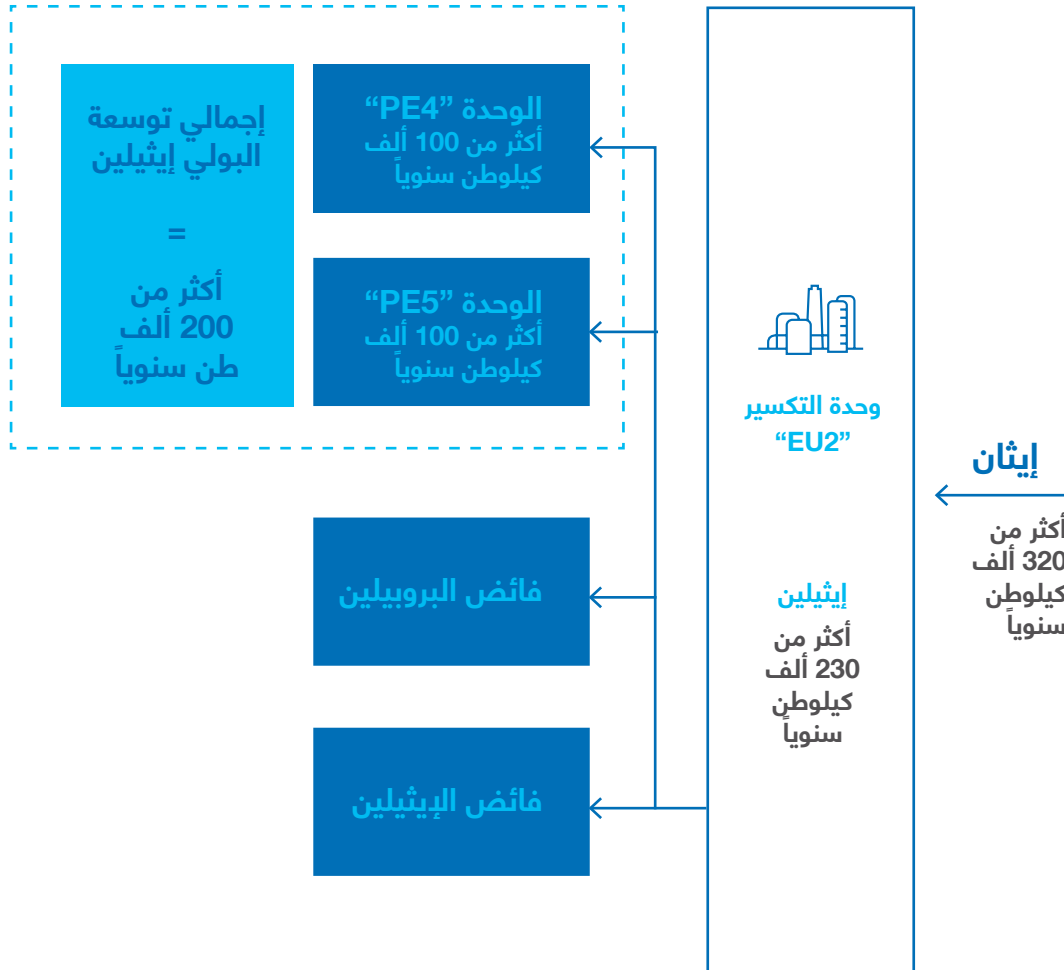 إيثان
أكثر من
320 ألف
كيلوطن
سنوياً
وحدة التكسير
“EU2”
إيثيلين
أكثر من
230 ألف
كيلوطن
سنوياً
الوحدة “PE4”
أكثر من 100 ألف
كيلوطن سنوياً
الوحدة “PE5”
أكثر من 100 ألف
كيلوطن سنوياً
إجمالي توسعة
البولي إيثيلين
=
أكثر من
200 ألف
طن سنوياً
فائض البروبيلين
فائض الإيثيلين